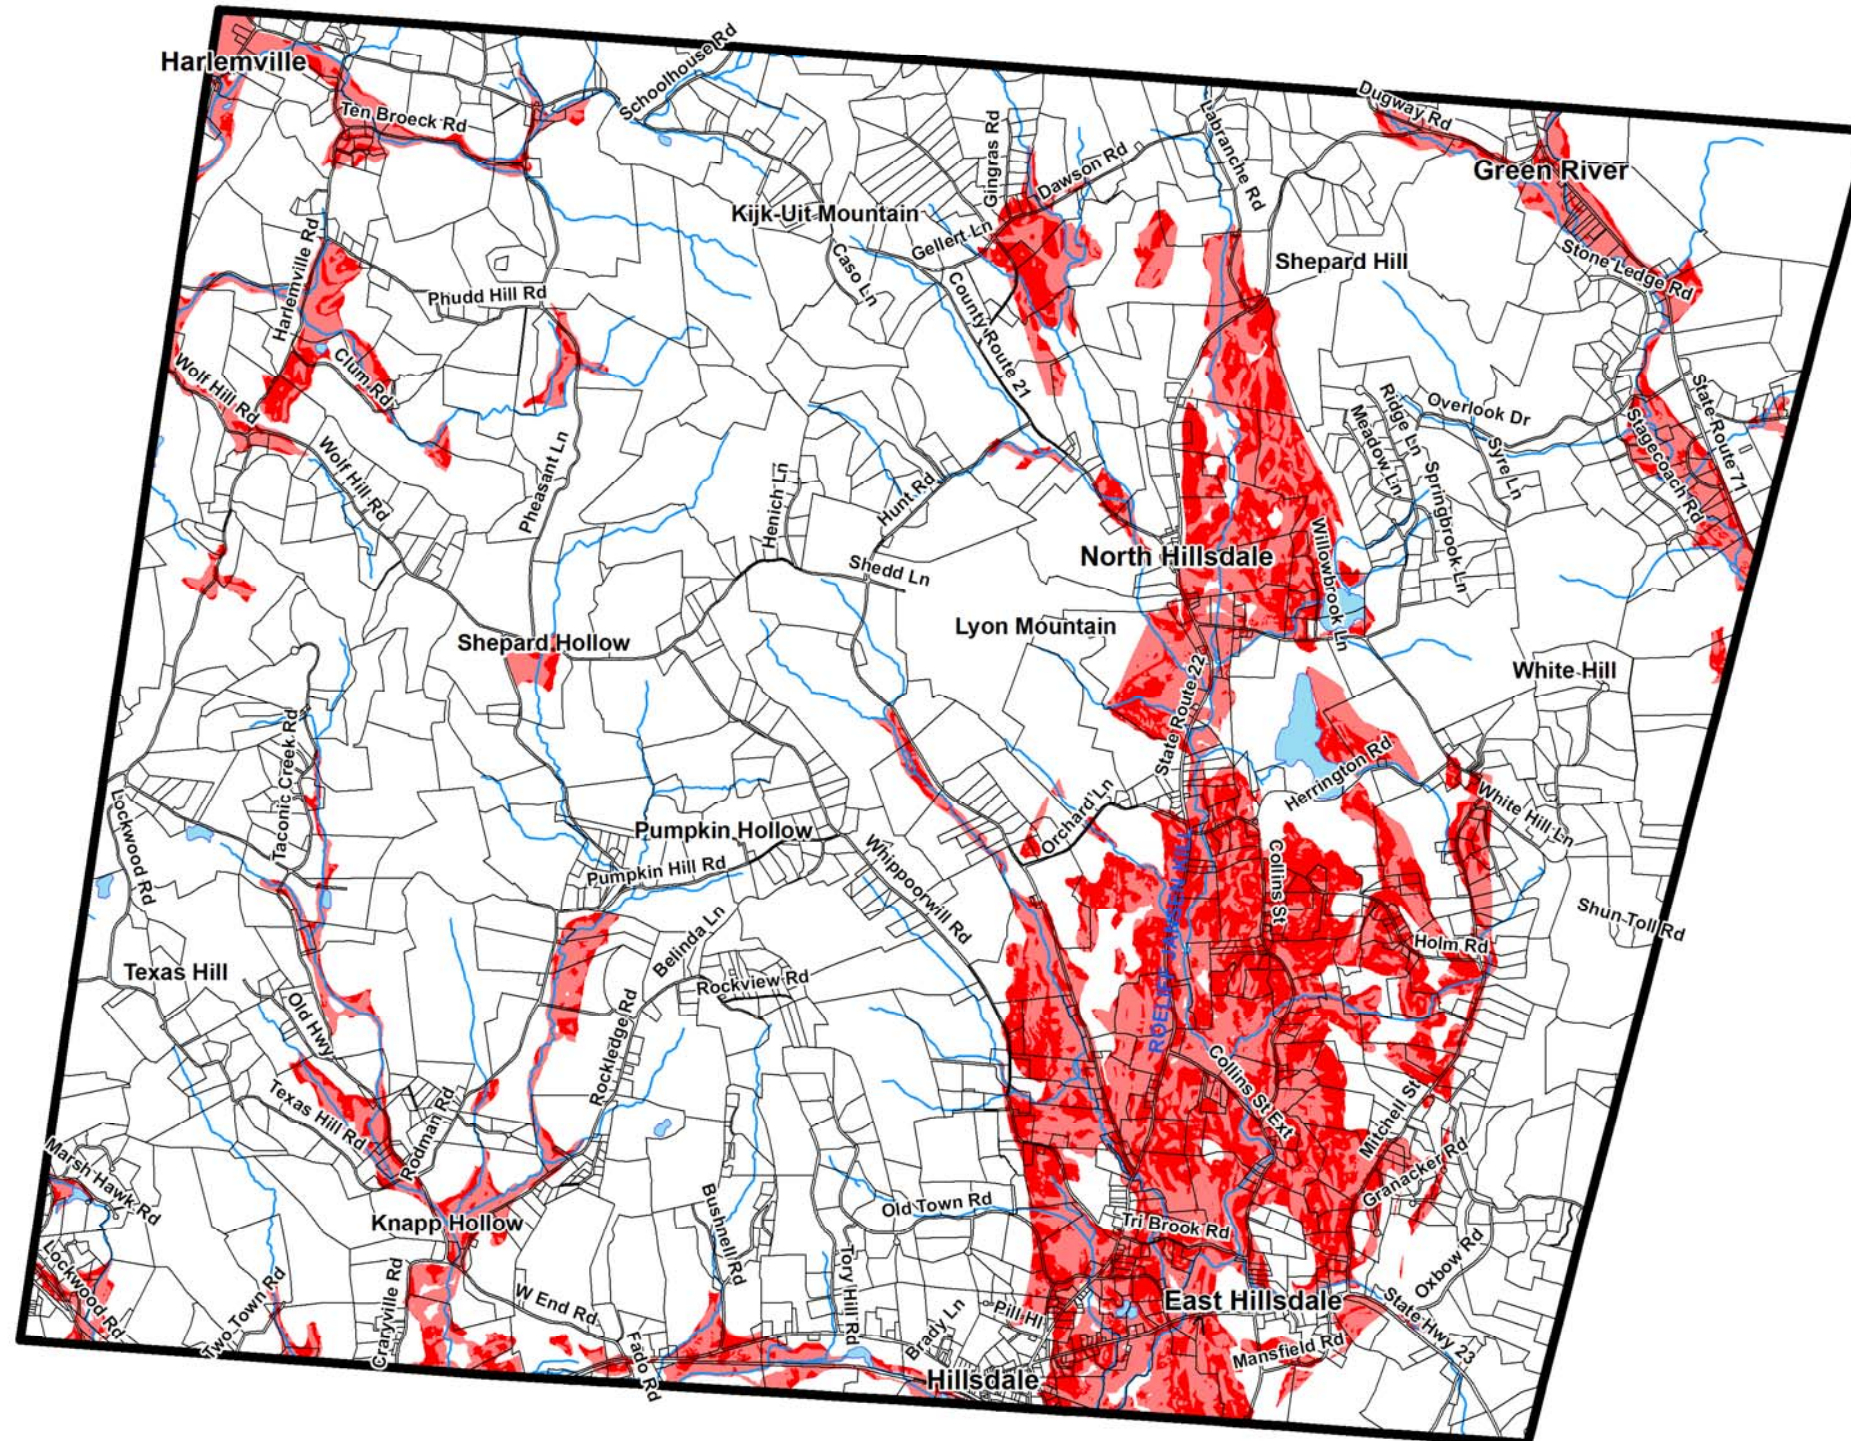 Schoolhouse Rd
Harlemville
Dugway Rd
Ten Broeck Rd
Gingras Rd
Labranche Rd
Dawson Rd
Green River
Kijk-Uit Mountain
Gellert Ln
Harlemville Rd
Caso Ln
Shepard Hill
Stone Ledge Rd
Phudd Hill Rd
County Route 21
Wolf Hill Rd
Clum Rd
Ridge Ln
Overlook Dr
State Route 71
Meadow Ln
Stagecoach Rd
Wolf Hill Rd
Pheasant Ln
Henich Ln
Hunt Rd
Syre Ln
Springbrook Ln
North Hillsdale
Willowbrook Ln
Shedd Ln
Shepard Hollow
Lyon Mountain
White Hill
State Route 22
Taconic Creek Rd
Herrington Rd
Lockwood Rd
Orchard Ln
White Hill Ln
Pumpkin Hollow
Whippoorwill Rd
Pumpkin Hill Rd
Collins St
ROELIFF JANSEN KILL
Belinda Ln
Shun Toll Rd
Holm Rd
Texas Hill
Rockview Rd
Old Hwy
Rockledge Rd
Collins St Ext
Texas Hill Rd
Rodman Rd
Mitchell St
Marsh Hawk Rd
Granacker Rd
Knapp Hollow
Bushnell Rd
Old Town Rd
Tri Brook Rd
Lockwood Rd
Two Town Rd
Craryville Rd
W End Rd
Tory Hill Rd
Oxbow Rd
East Hillsdale
Pill Hl
Brady Ln
State Hwy 23
Fadd Rd
Mansfield Rd
Hillsdale